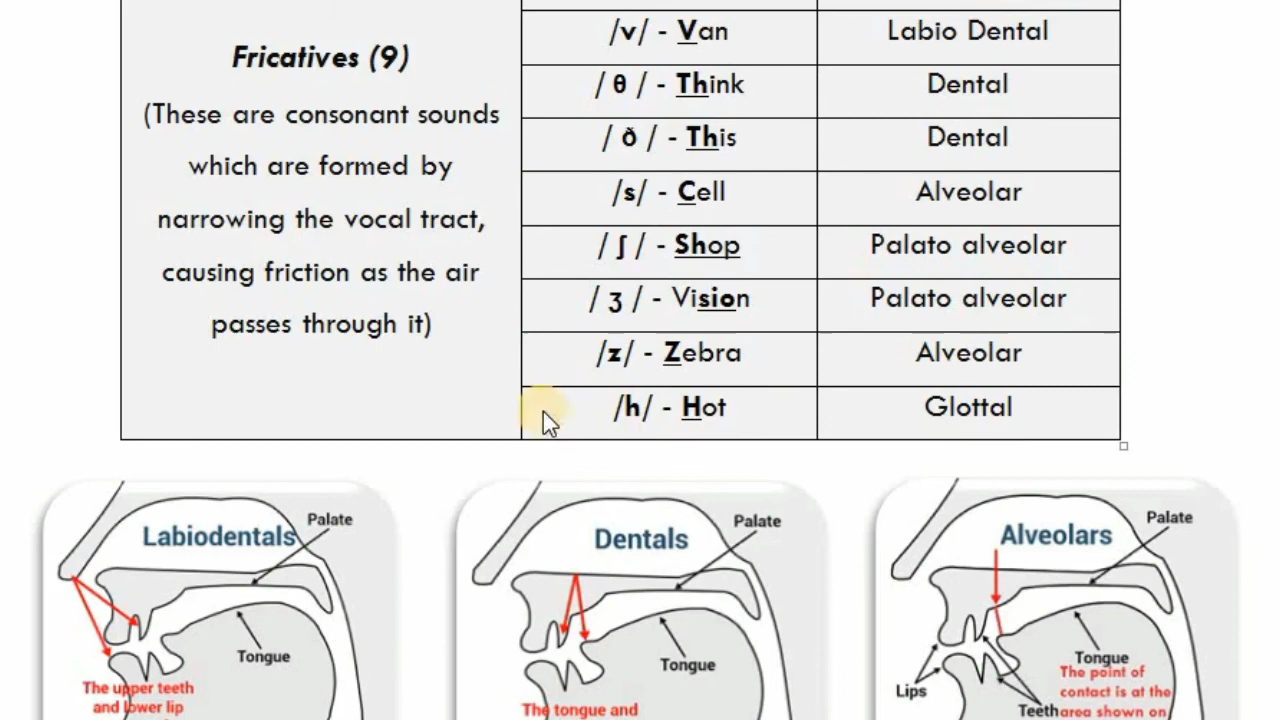 Fricatives (9)
(These are consonant sounds
which are formed by
narrowing the vocal tract,
causing friction as the air
passes through it)
/v/ - Van
Labio Dental
/ θ / - Think
Dental
/ ð / - This
Dental
/s/ - Cell
Alveolar
/ ʃ / - Shop
Palato alveolar
/ ʒ / - Vision
Palato alveolar
/z/ - Zebra
Alveolar
/h/ - Hot
Glottal
Labiodentals
Palate
Tongue
The upper teeth
and lower lip
Dentals
Palate
Tongue
The tongue and
Alveolars
Palate
Tongue
Lips
Teeth
The point of
contact is at the
area shown on